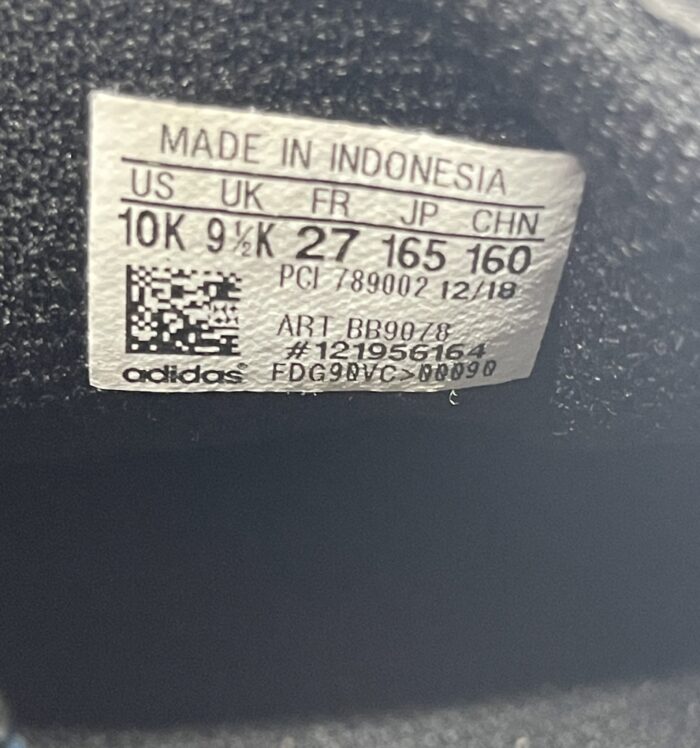 MADE IN INDONESIA
US UK FR JP CHN
10K 9½K 27 165 160
PCI 789002 12/18
ART BB9078
#121956164
adidas® FDG90VC>00090